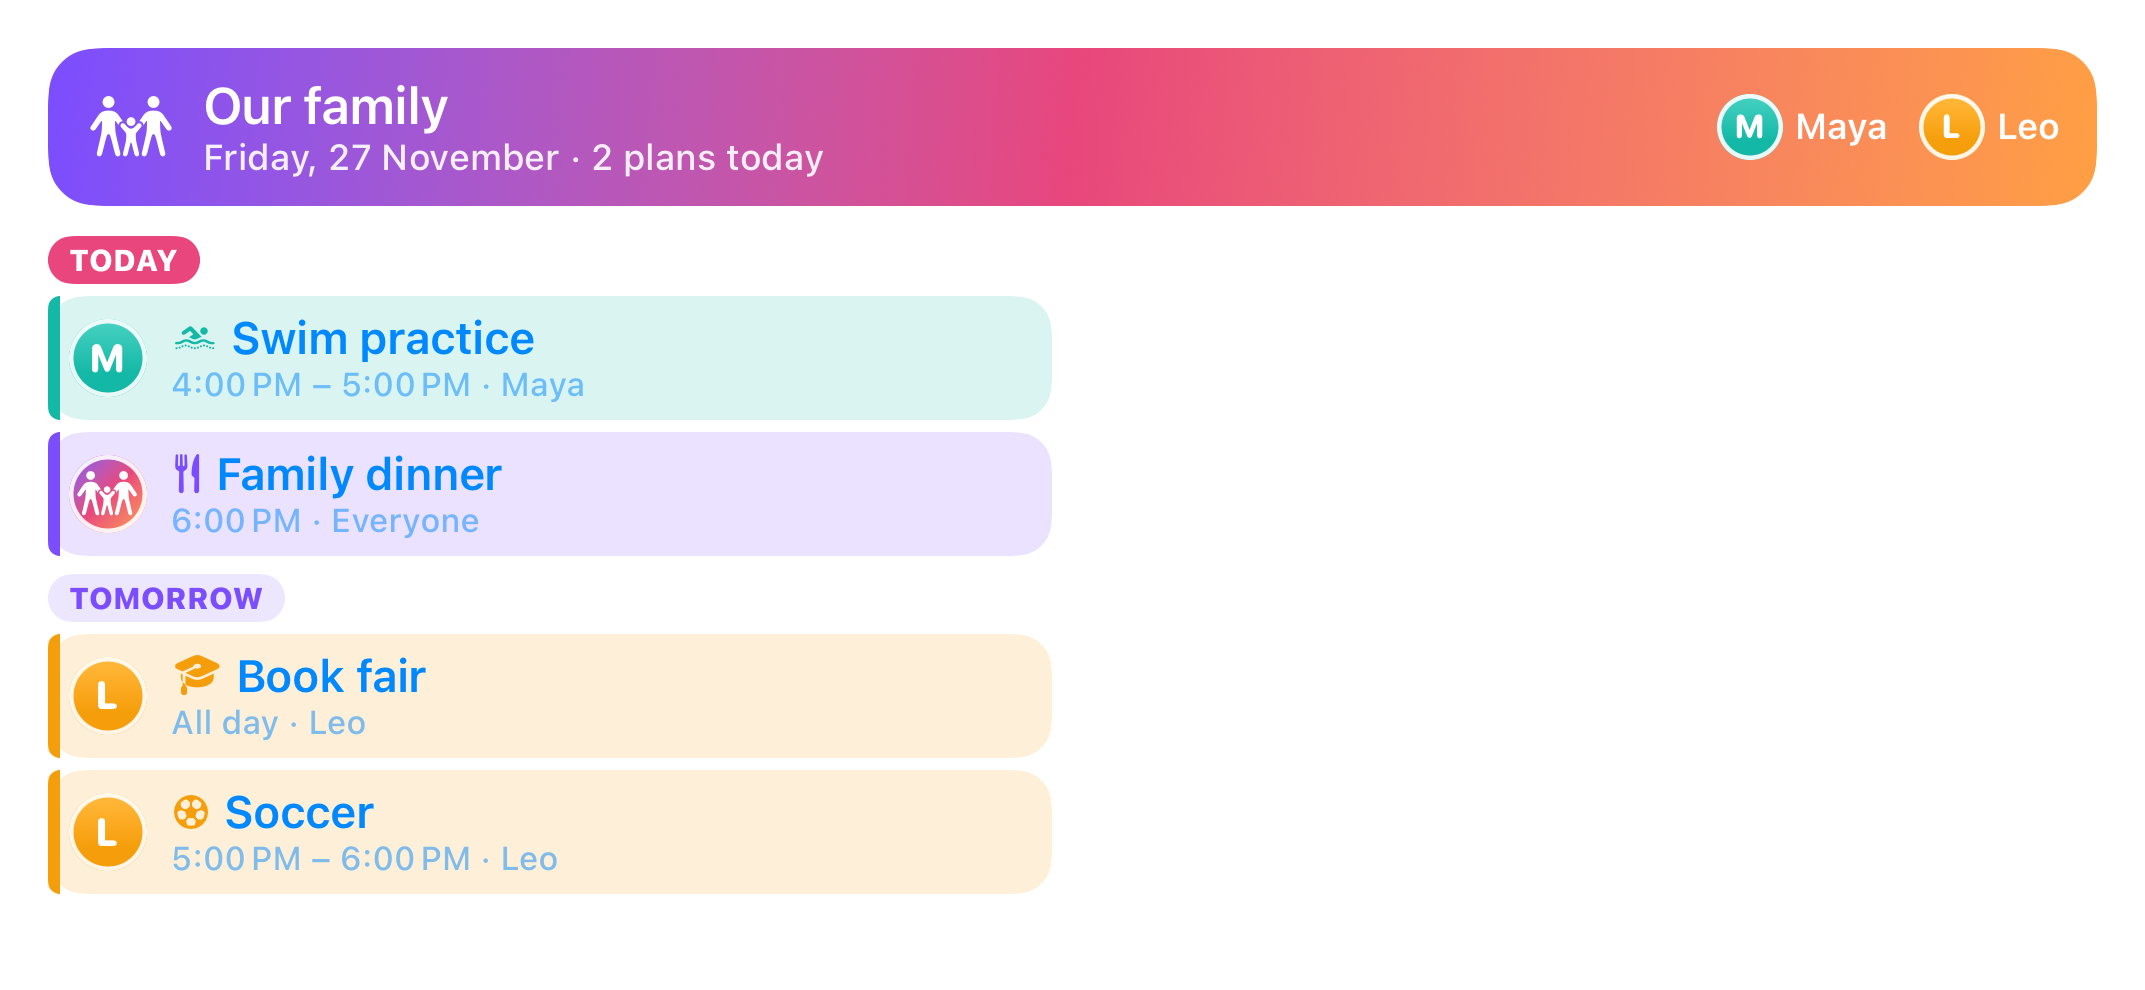 Our family
Friday, 27 November · 2 plans today
M Maya L Leo
TODAY
M
Swim practice
4:00 PM – 5:00 PM · Maya
Family dinner
6:00 PM · Everyone
TOMORROW
L
Book fair
All day · Leo
L
Soccer
5:00 PM – 6:00 PM · Leo